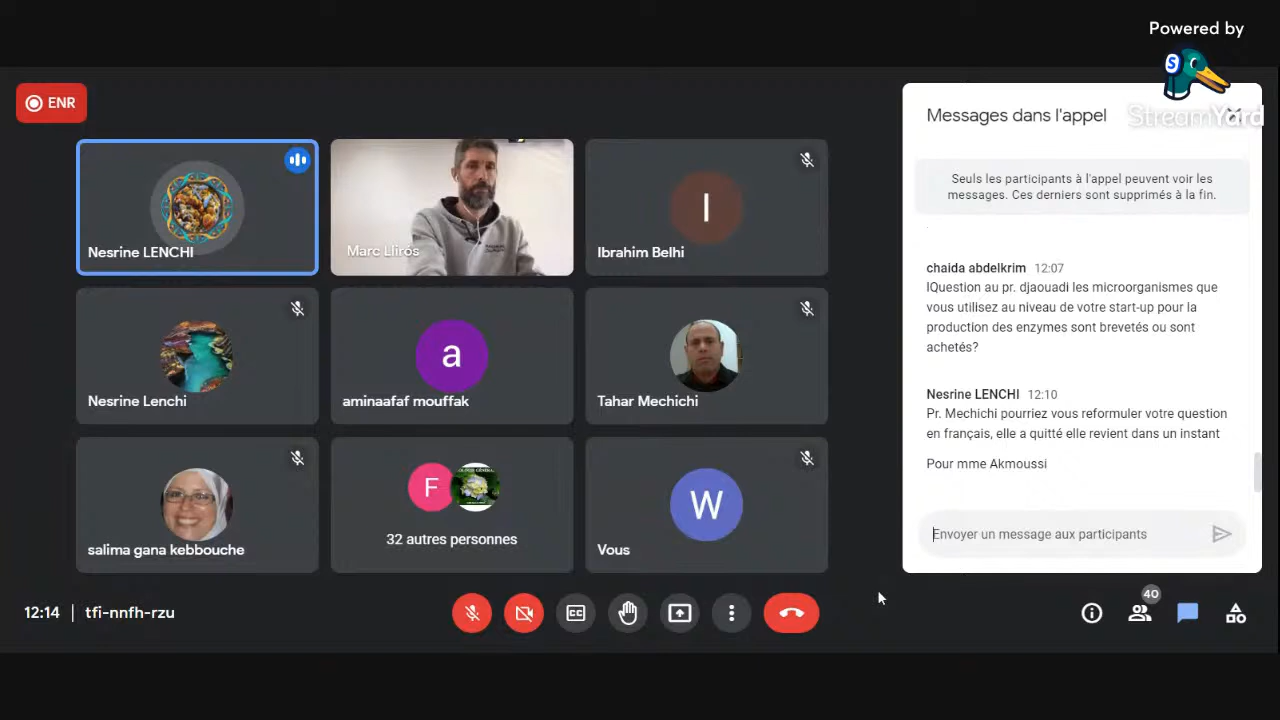 Powered by
S
StreamYard
ENR
Nesrine LENCHI
Marc Llirós
Ibrahim Belhi
I
Nesrine Lenchi
a
aminaafaf mouffak
Tahar Mechichi
salima gana kebbouche
F
32 autres personnes
W
Vous
Messages dans l'appel
Seuls les participants à l'appel peuvent voir les
messages. Ces derniers sont supprimés à la fin.
chaida abdelkrim 12:07
IQuestion au pr. djaouadi les microorganismes que
vous utilisez au niveau de votre start-up pour la
production des enzymes sont brevetés ou sont
achetés?
Nesrine LENCHI 12:10
Pr. Mechichi pourriez vous reformuler votre question
en français, elle a quitté elle revient dans un instant
Pour mme Akmoussi
Envoyer un message aux participants
12:14 | tfi-nnfh-rzu
CC
40